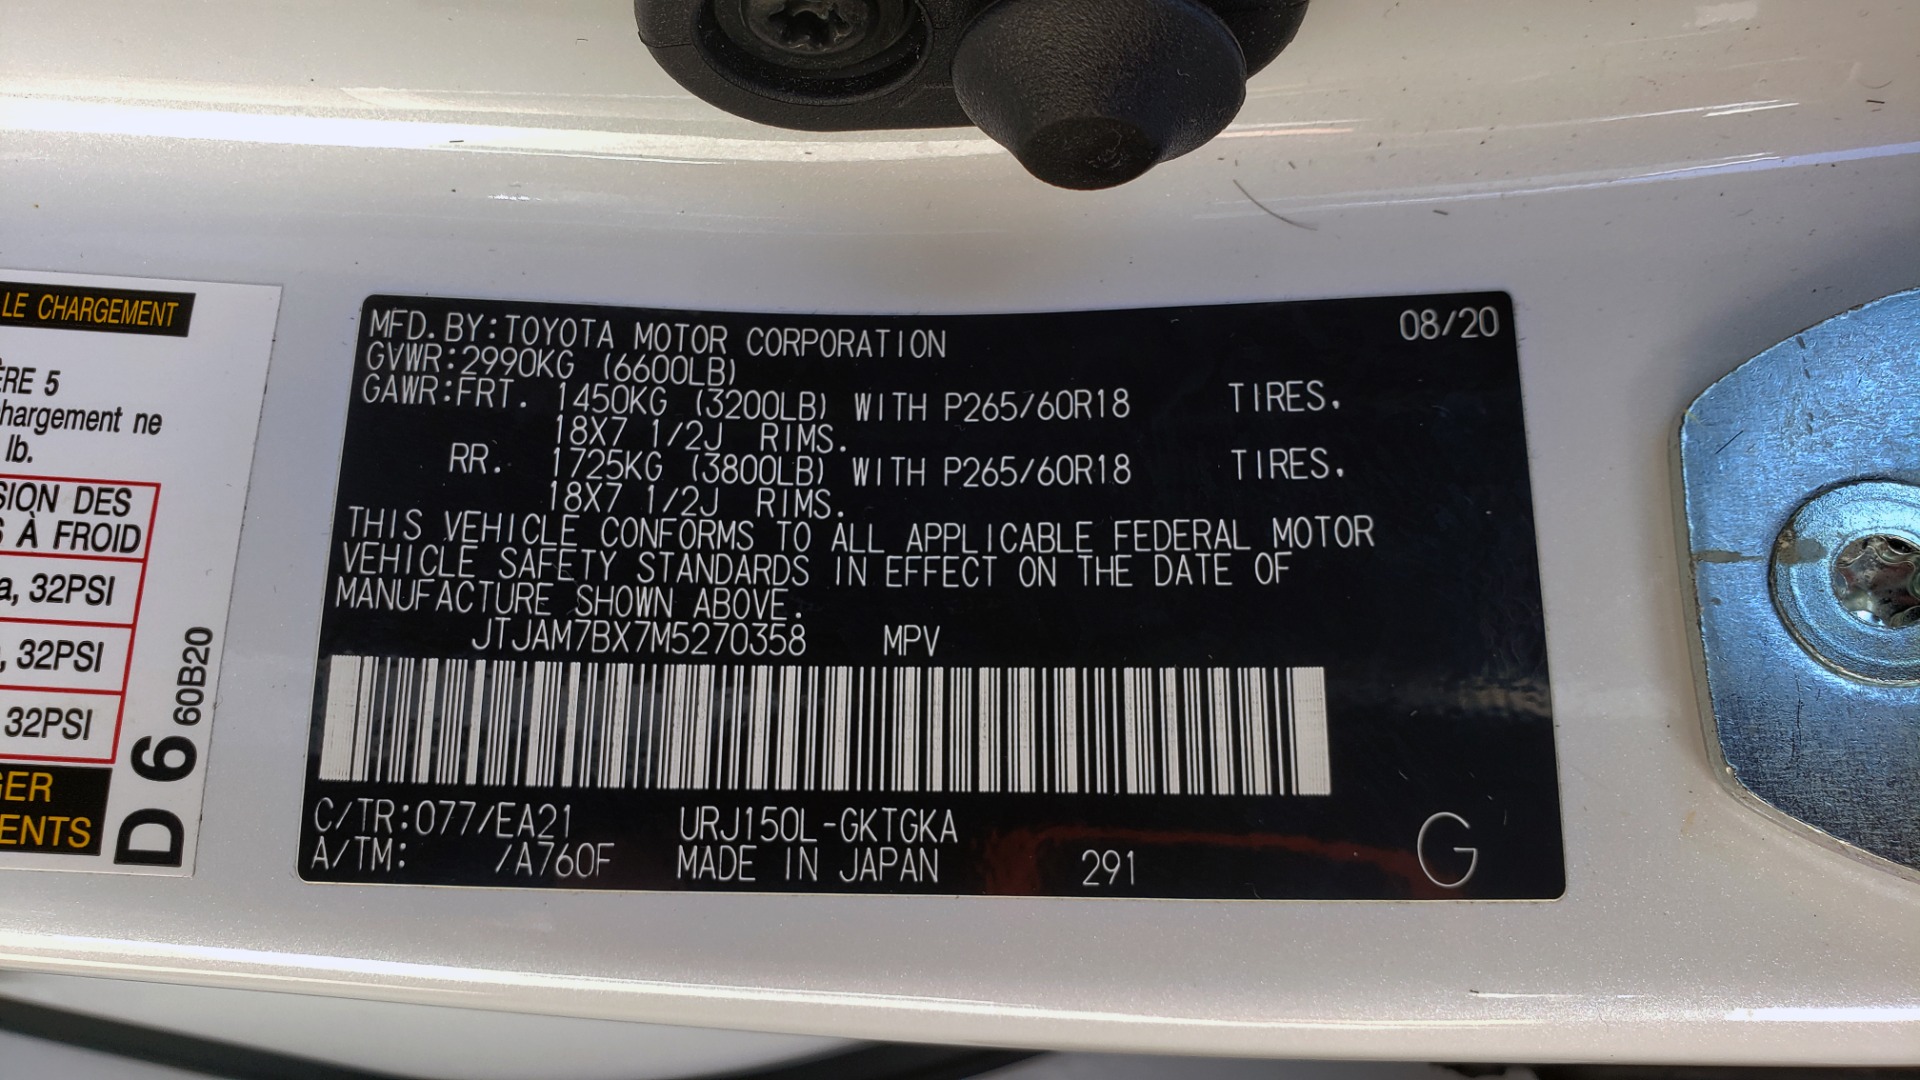 LE CHARGEMENT
ÈRE 5
hargement ne
lb.
SION DES
À FROID
a, 32PSI
, 32PSI
32PSI
GER
ENTS
D 6 60B20
MFD. BY:TOYOTA MOTOR CORPORATION 08/20
GVWR:2990KG (6600LB)
GAWR:FRT. 1450KG (3200LB) WITH P265/60R18 TIRES.
18X7 1/2J RIMS.
RR. 1725KG (3800LB) WITH P265/60R18 TIRES.
18X7 1/2J RIMS.
THIS VEHICLE CONFORMS TO ALL APPLICABLE FEDERAL MOTOR
VEHICLE SAFETY STANDARDS IN EFFECT ON THE DATE OF
MANUFACTURE SHOWN ABOVE.
JTJAM7BX7M5270358 MPV
C/TR:077/EA21 URJ150L-GKTGKA
A/TM: /A760F MADE IN JAPAN 291 G